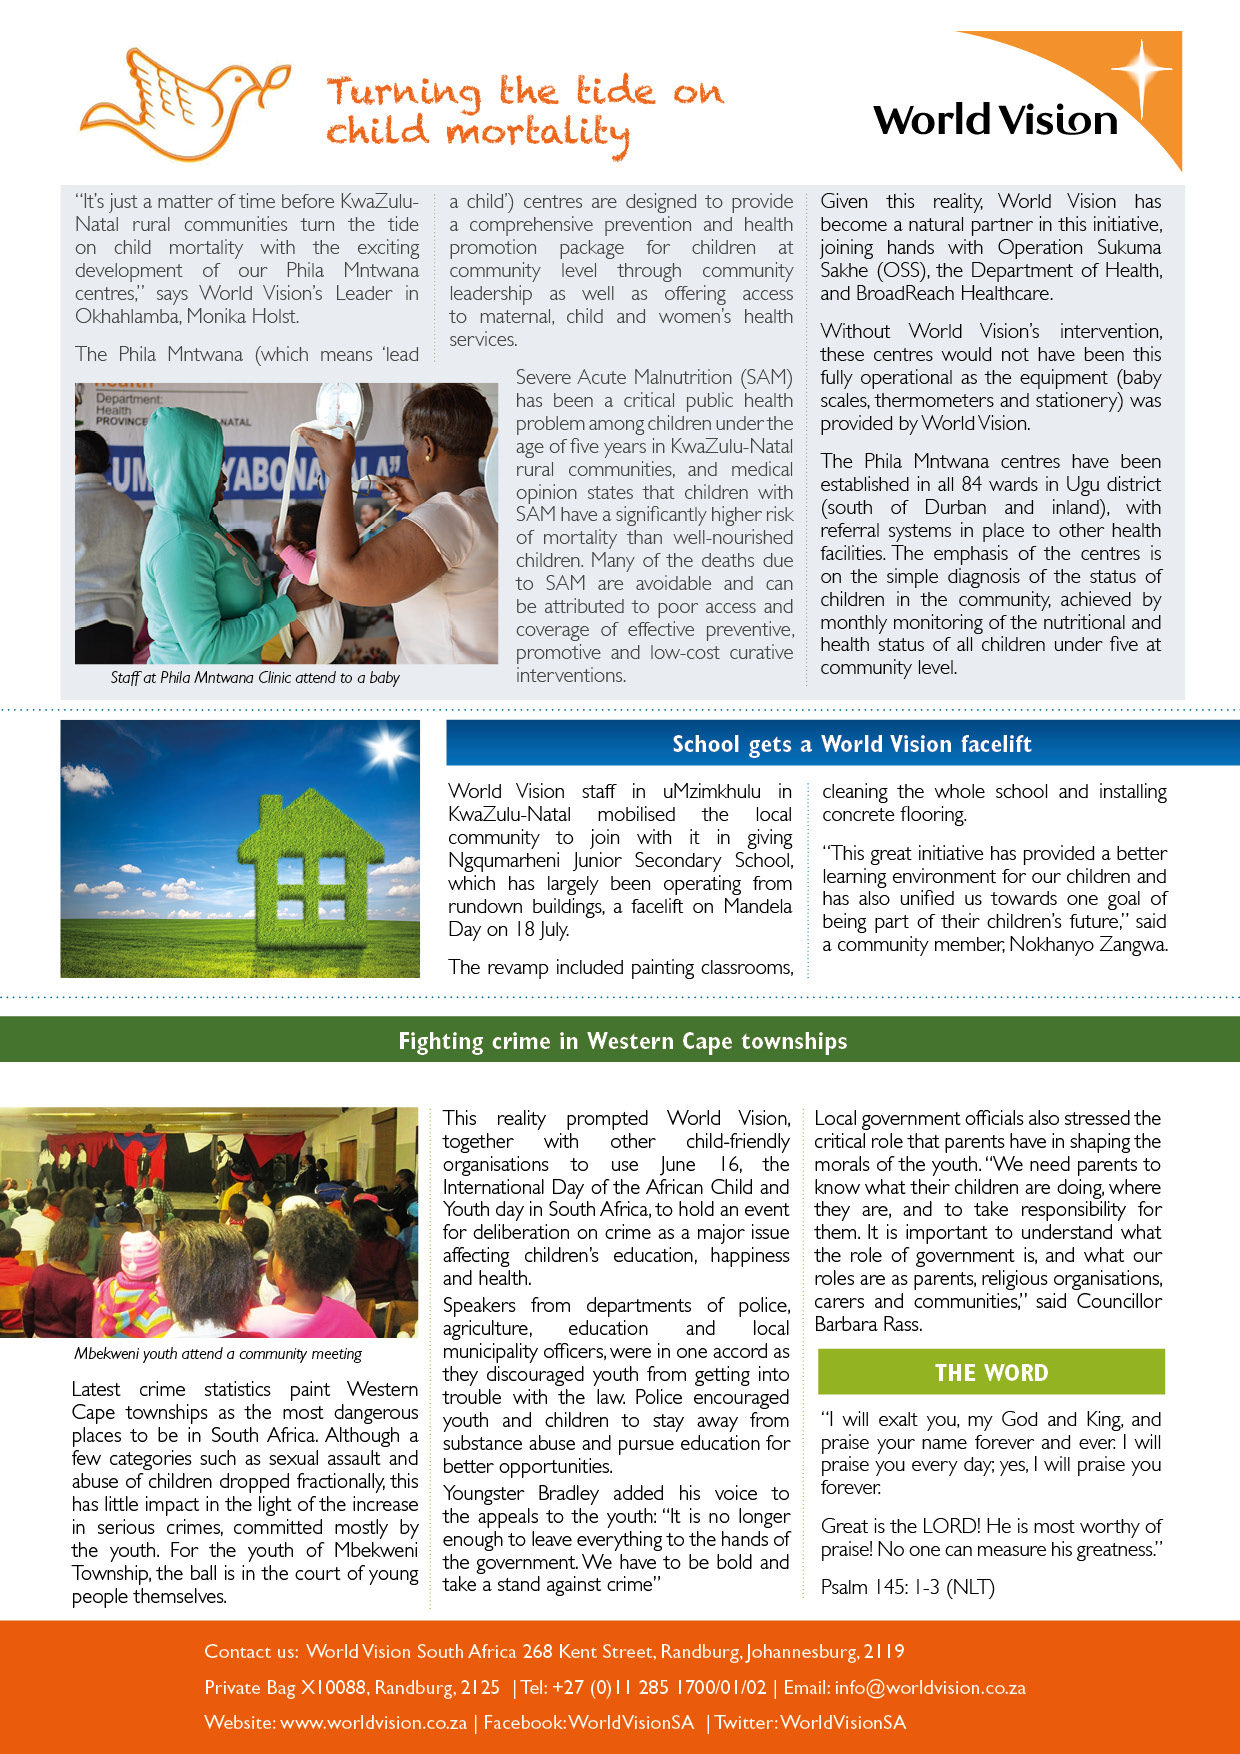 Turning the tide on
child mortality
World Vision
“It’s just a matter of time before KwaZulu-
Natal rural communities turn the tide
on child mortality with the exciting
development of our Phila Mntwana
centres,” says World Vision’s Leader in
Okhahlamba, Monika Holst.
The Phila Mntwana (which means ‘lead
a child’) centres are designed to provide
a comprehensive prevention and health
promotion package for children at
community level through community
leadership as well as offering access
to maternal, child and women’s health
services.
Department:
Health
PROVINCE
NATAL
Staff at Phila Mntwana Clinic attend to a baby
Severe Acute Malnutrition (SAM)
has been a critical public health
problem among children under the
age of five years in KwaZulu-Natal
rural communities, and medical
opinion states that children with
SAM have a significantly higher risk
of mortality than well-nourished
children. Many of the deaths due
to SAM are avoidable and can
be attributed to poor access and
coverage of effective preventive,
promotive and low-cost curative
interventions.
Given this reality, World Vision has
become a natural partner in this initiative,
joining hands with Operation Sukuma
Sakhe (OSS), the Department of Health,
and BroadReach Healthcare.
Without World Vision’s intervention,
these centres would not have been this
fully operational as the equipment (baby
scales, thermometers and stationery) was
provided by World Vision.
The Phila Mntwana centres have been
established in all 84 wards in Ugu district
(south of Durban and inland), with
referral systems in place to other health
facilities. The emphasis of the centres is
on the simple diagnosis of the status of
children in the community, achieved by
monthly monitoring of the nutritional and
health status of all children under five at
community level.
School gets a World Vision facelift
World Vision staff in uMzimkhulu in
KwaZulu-Natal mobilised the local
community to join with it in giving
Ngqumarheni Junior Secondary School,
which has largely been operating from
rundown buildings, a facelift on Mandela
Day on 18 July.
The revamp included painting classrooms,
cleaning the whole school and installing
concrete flooring.
“This great initiative has provided a better
learning environment for our children and
has also unified us towards one goal of
being part of their children’s future,” said
a community member, Nokhanyo Zangwa.
Fighting crime in Western Cape townships
Mbekweni youth attend a community meeting
Latest crime statistics paint Western
Cape townships as the most dangerous
places to be in South Africa. Although a
few categories such as sexual assault and
abuse of children dropped fractionally, this
has little impact in the light of the increase
in serious crimes, committed mostly by
the youth. For the youth of Mbekweni
Township, the ball is in the court of young
people themselves.
This reality prompted World Vision,
together with other child-friendly
organisations to use June 16, the
International Day of the African Child and
Youth day in South Africa, to hold an event
for deliberation on crime as a major issue
affecting children’s education, happiness
and health.
Speakers from departments of police,
agriculture, education and local
municipality officers, were in one accord as
they discouraged youth from getting into
trouble with the law. Police encouraged
youth and children to stay away from
substance abuse and pursue education for
better opportunities.
Youngster Bradley added his voice to
the appeals to the youth: “It is no longer
enough to leave everything to the hands of
the government. We have to be bold and
take a stand against crime”
Local government officials also stressed the
critical role that parents have in shaping the
morals of the youth. “We need parents to
know what their children are doing, where
they are, and to take responsibility for
them. It is important to understand what
the role of government is, and what our
roles are as parents, religious organisations,
carers and communities,” said Councillor
Barbara Rass.
THE WORD
“I will exalt you, my God and King, and
praise your name forever and ever. I will
praise you every day; yes, I will praise you
forever.
Great is the LORD! He is most worthy of
praise! No one can measure his greatness.”
Psalm 145: 1-3 (NLT)
Contact us: World Vision South Africa 268 Kent Street, Randburg, Johannesburg, 2119
Private Bag X10088, Randburg, 2125 | Tel: +27 (0)11 285 1700/01/02 | Email: info@worldvision.co.za
Website: www.worldvision.co.za | Facebook: WorldVisionSA | Twitter: WorldVisionSA